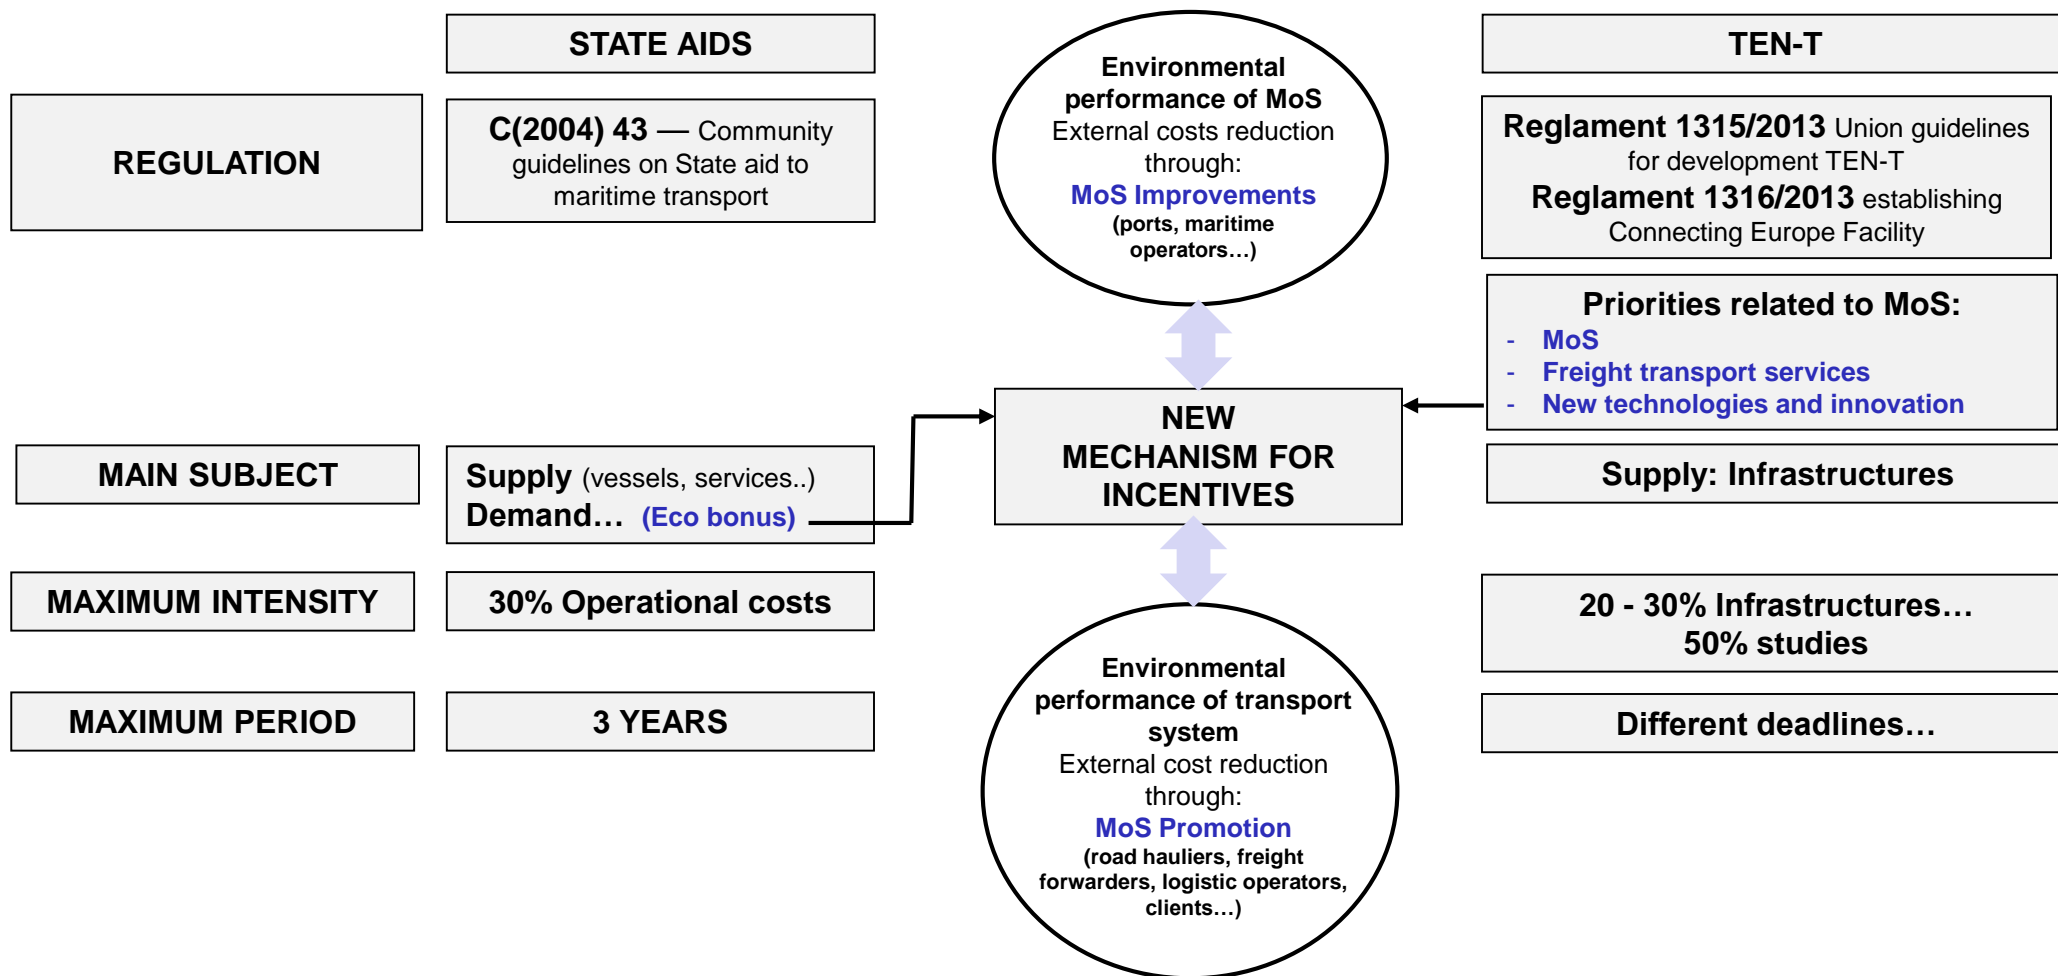 STATE AIDS
TEN-T
REGULATION
C(2004) 43 — Community
guidelines on State aid to
maritime transport
Environmental
performance of MoS
External costs reduction
through:
MoS Improvements
(ports, maritime
operators…)
Reglament 1315/2013 Union guidelines
for development TEN-T
Reglament 1316/2013 establishing
Connecting Europe Facility
Priorities related to MoS:
- MoS
- Freight transport services
- New technologies and innovation
NEW
MECHANISM FOR
INCENTIVES
MAIN SUBJECT
Supply (vessels, services..)
Demand… (Eco bonus)
Supply: Infrastructures
MAXIMUM INTENSITY
30% Operational costs
20 - 30% Infrastructures…
50% studies
MAXIMUM PERIOD
3 YEARS
Different deadlines…
Environmental
performance of transport
system
External cost reduction
through:
MoS Promotion
(road hauliers, freight
forwarders, logistic operators,
clients…)